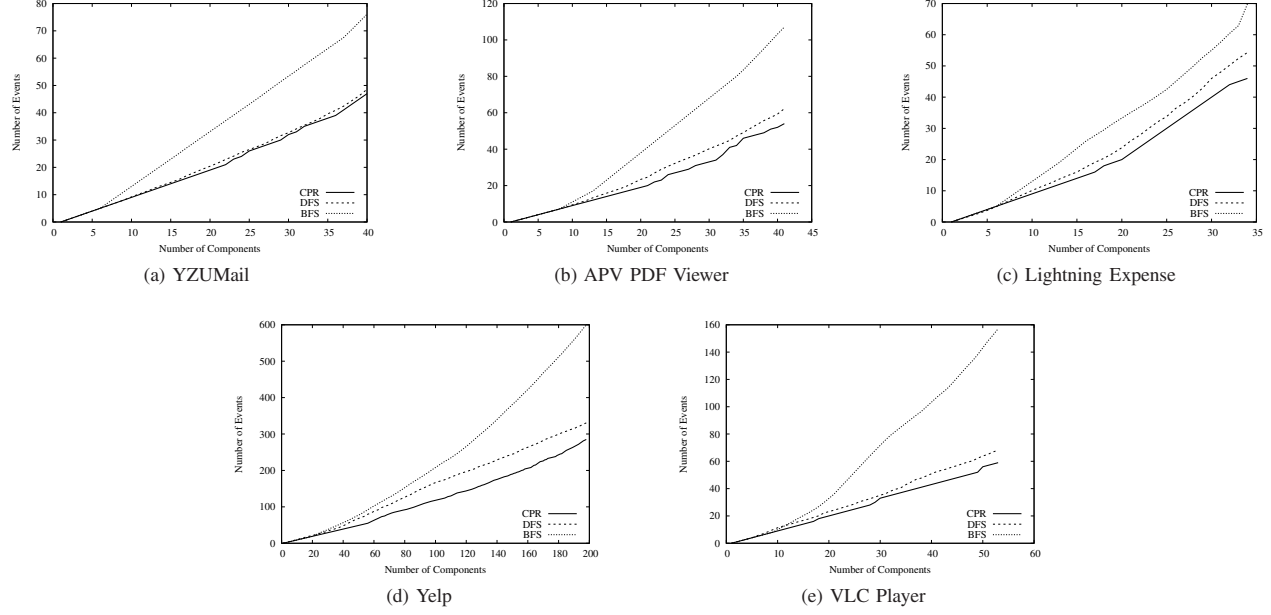 80
70
60
50
40
30
20
10
0
Number of Events
0 5 10 15 20 25 30 35 40
Number of Components
CPR
DFS
BFS
(a) YZUMail
120
100
80
60
40
20
0
Number of Events
0 5 10 15 20 25 30 35 40 45
Number of Components
CPR
DFS
BFS
(b) APV PDF Viewer
70
60
50
40
30
20
10
0
Number of Events
0 5 10 15 20 25 30 35
Number of Components
CPR
DFS
BFS
(c) Lightning Expense
600
500
400
300
200
100
0
Number of Events
0 20 40 60 80 100 120 140 160 180 200
Number of Components
CPR
DFS
BFS
(d) Yelp
160
140
120
100
80
60
40
20
0
Number of Events
0 10 20 30 40 50 60
Number of Components
CPR
DFS
BFS
(e) VLC Player